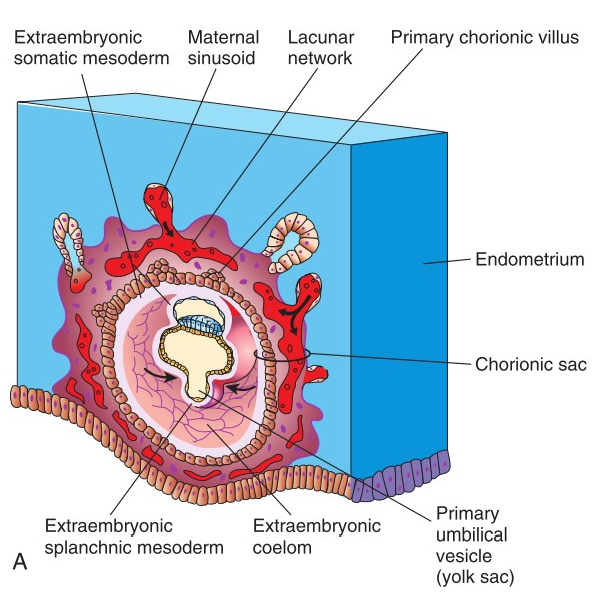 Extraembryonic
somatic mesoderm
Maternal
sinusoid
Lacunar
network
Primary chorionic villus
Endometrium
Chorionic sac
Extraembryonic
splanchnic mesoderm
Extraembryonic
coelom
Primary
umbilical
vesicle
(yolk sac)
A